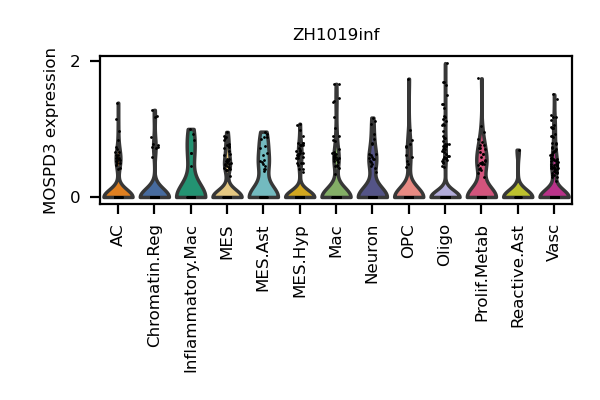 ZH1019inf
MOSPD3 expression
2
0
AC
Chromatin.Reg
Inflammatory.Mac
MES
MES.Ast
MES.Hyp
Mac
Neuron
OPC
Oligo
Prolif.Metab
Reactive.Ast
Vasc